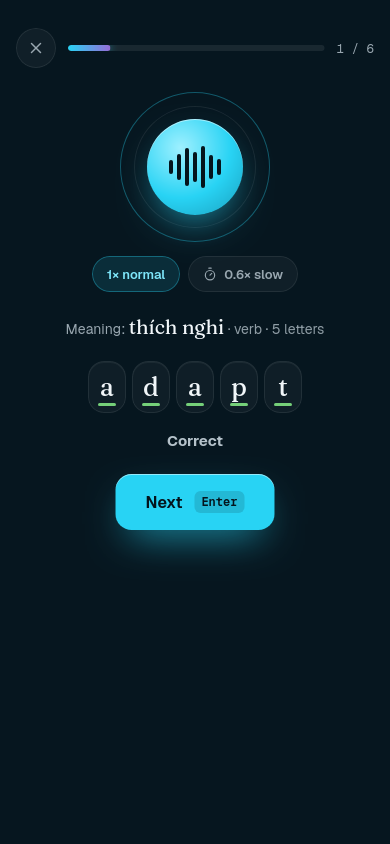 1 / 6
1× normal 0.6× slow
Meaning: thích nghi · verb · 5 letters
a d a p t
Correct
Next Enter